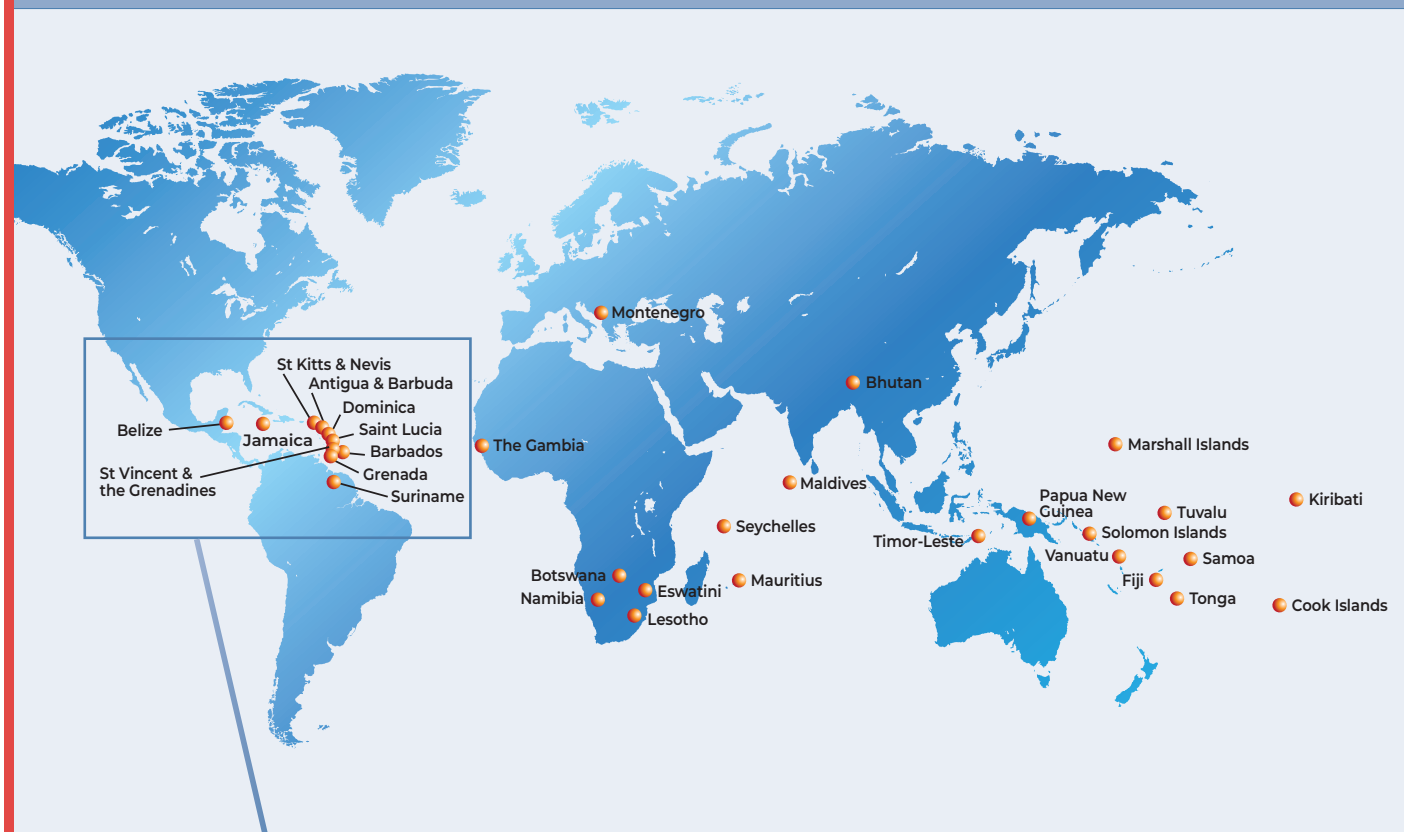 Montenegro
St Kitts & Nevis
Antigua & Barbuda
Bhutan
Dominica
Belize
Saint Lucia
Jamaica
Barbados
The Gambia
Marshall Islands
St Vincent &
the Grenadines
Grenada
Suriname
Maldives
Papua New
Guinea
Kiribati
Tuvalu
Seychelles
Solomon Islands
Timor-Leste
Vanuatu
Samoa
Botswana
Mauritius
Fiji
Eswatini
Namibia
Tonga
Cook Islands
Lesotho